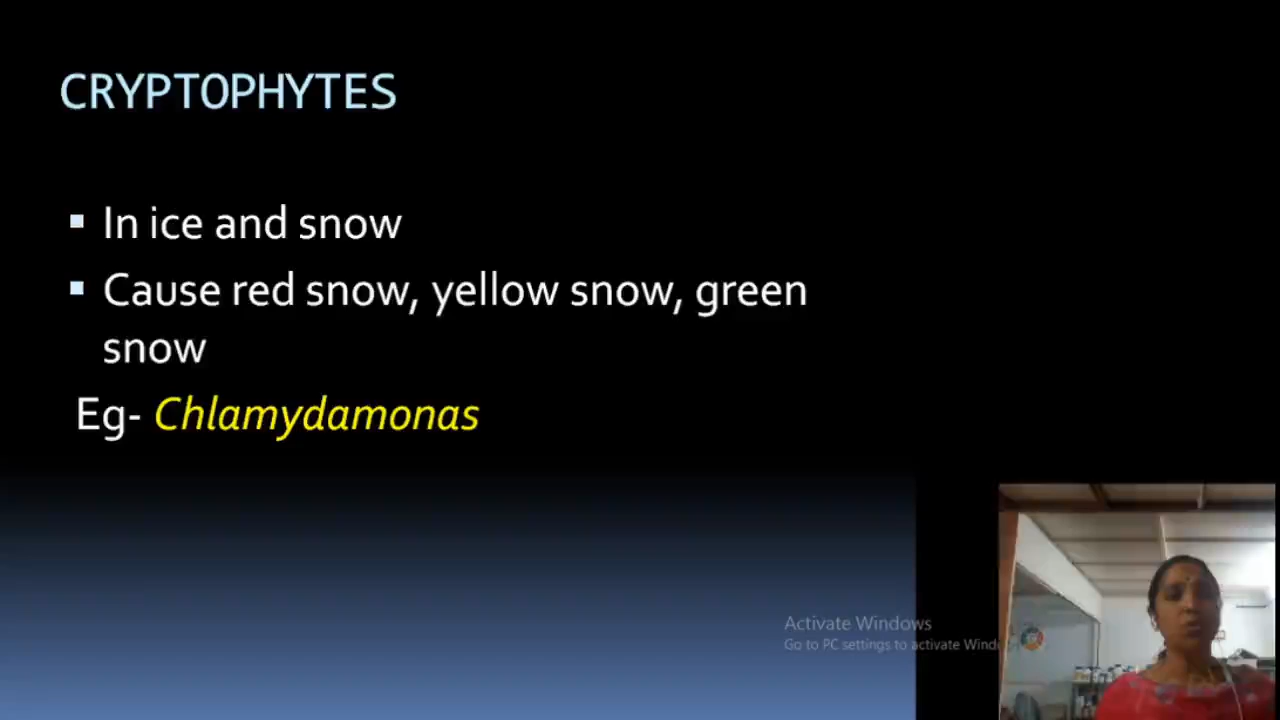 CRYPTOPHYTES
▪ In ice and snow
▪ Cause red snow, yellow snow, green
snow
Eg- Chlamydamonas
Activate Windows
Go to PC settings to activate